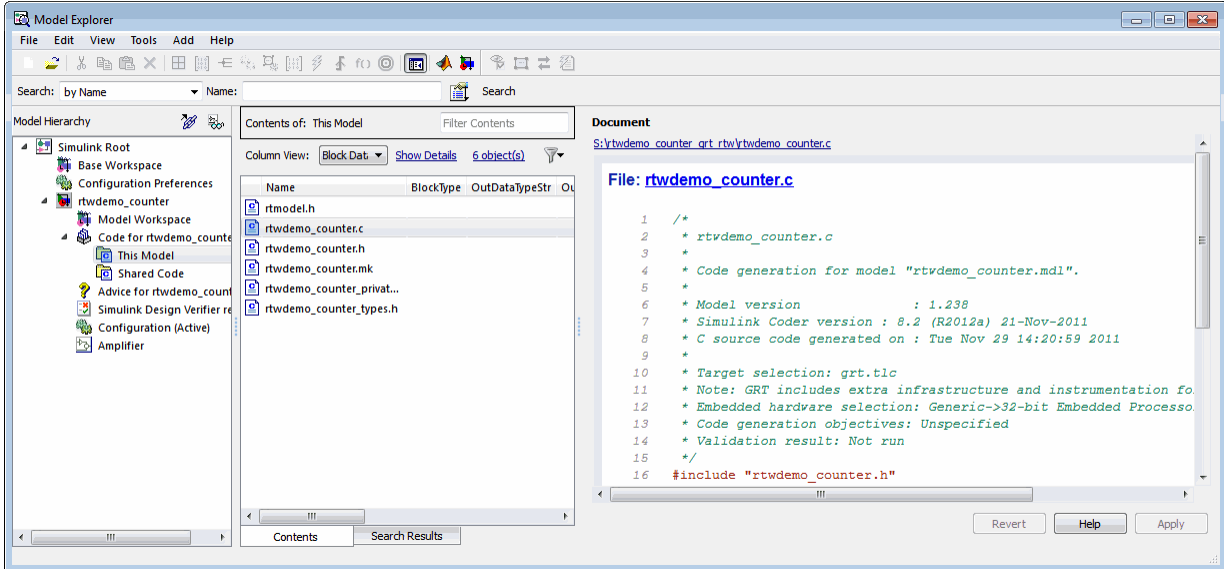 Model Explorer
File Edit View Tools Add Help
Search: by Name Name: Search
Model Hierarchy
Simulink Root
Base Workspace
Configuration Preferences
rtwdemo_counter
Model Workspace
Code for rtwdemo_counte
This Model
Shared Code
Advice for rtwdemo_count
Simulink Design Verifier re
Configuration (Active)
Amplifier
Contents of: This Model Filter Contents
Column View: Block Dat Show Details 6 object(s)
Name BlockType OutDataTypeStr Ou
rtmodel.h
rtwdemo_counter.c
rtwdemo_counter.h
rtwdemo_counter.mk
rtwdemo_counter_privat...
rtwdemo_counter_types.h
Contents Search Results
Document
S:\rtwdemo_counter_grt_rtw\rtwdemo_counter.c
File: rtwdemo_counter.c
1 /*
2 * rtwdemo_counter.c
3 *
4 * Code generation for model "rtwdemo_counter.mdl".
5 *
6 * Model version : 1.238
7 * Simulink Coder version : 8.2 (R2012a) 21-Nov-2011
8 * C source code generated on : Tue Nov 29 14:20:59 2011
9 *
10 * Target selection: grt.tlc
11 * Note: GRT includes extra infrastructure and instrumentation fo
12 * Embedded hardware selection: Generic->32-bit Embedded Processo
13 * Code generation objectives: Unspecified
14 * Validation result: Not run
15 */
16 #include "rtwdemo_counter.h"
Revert Help Apply